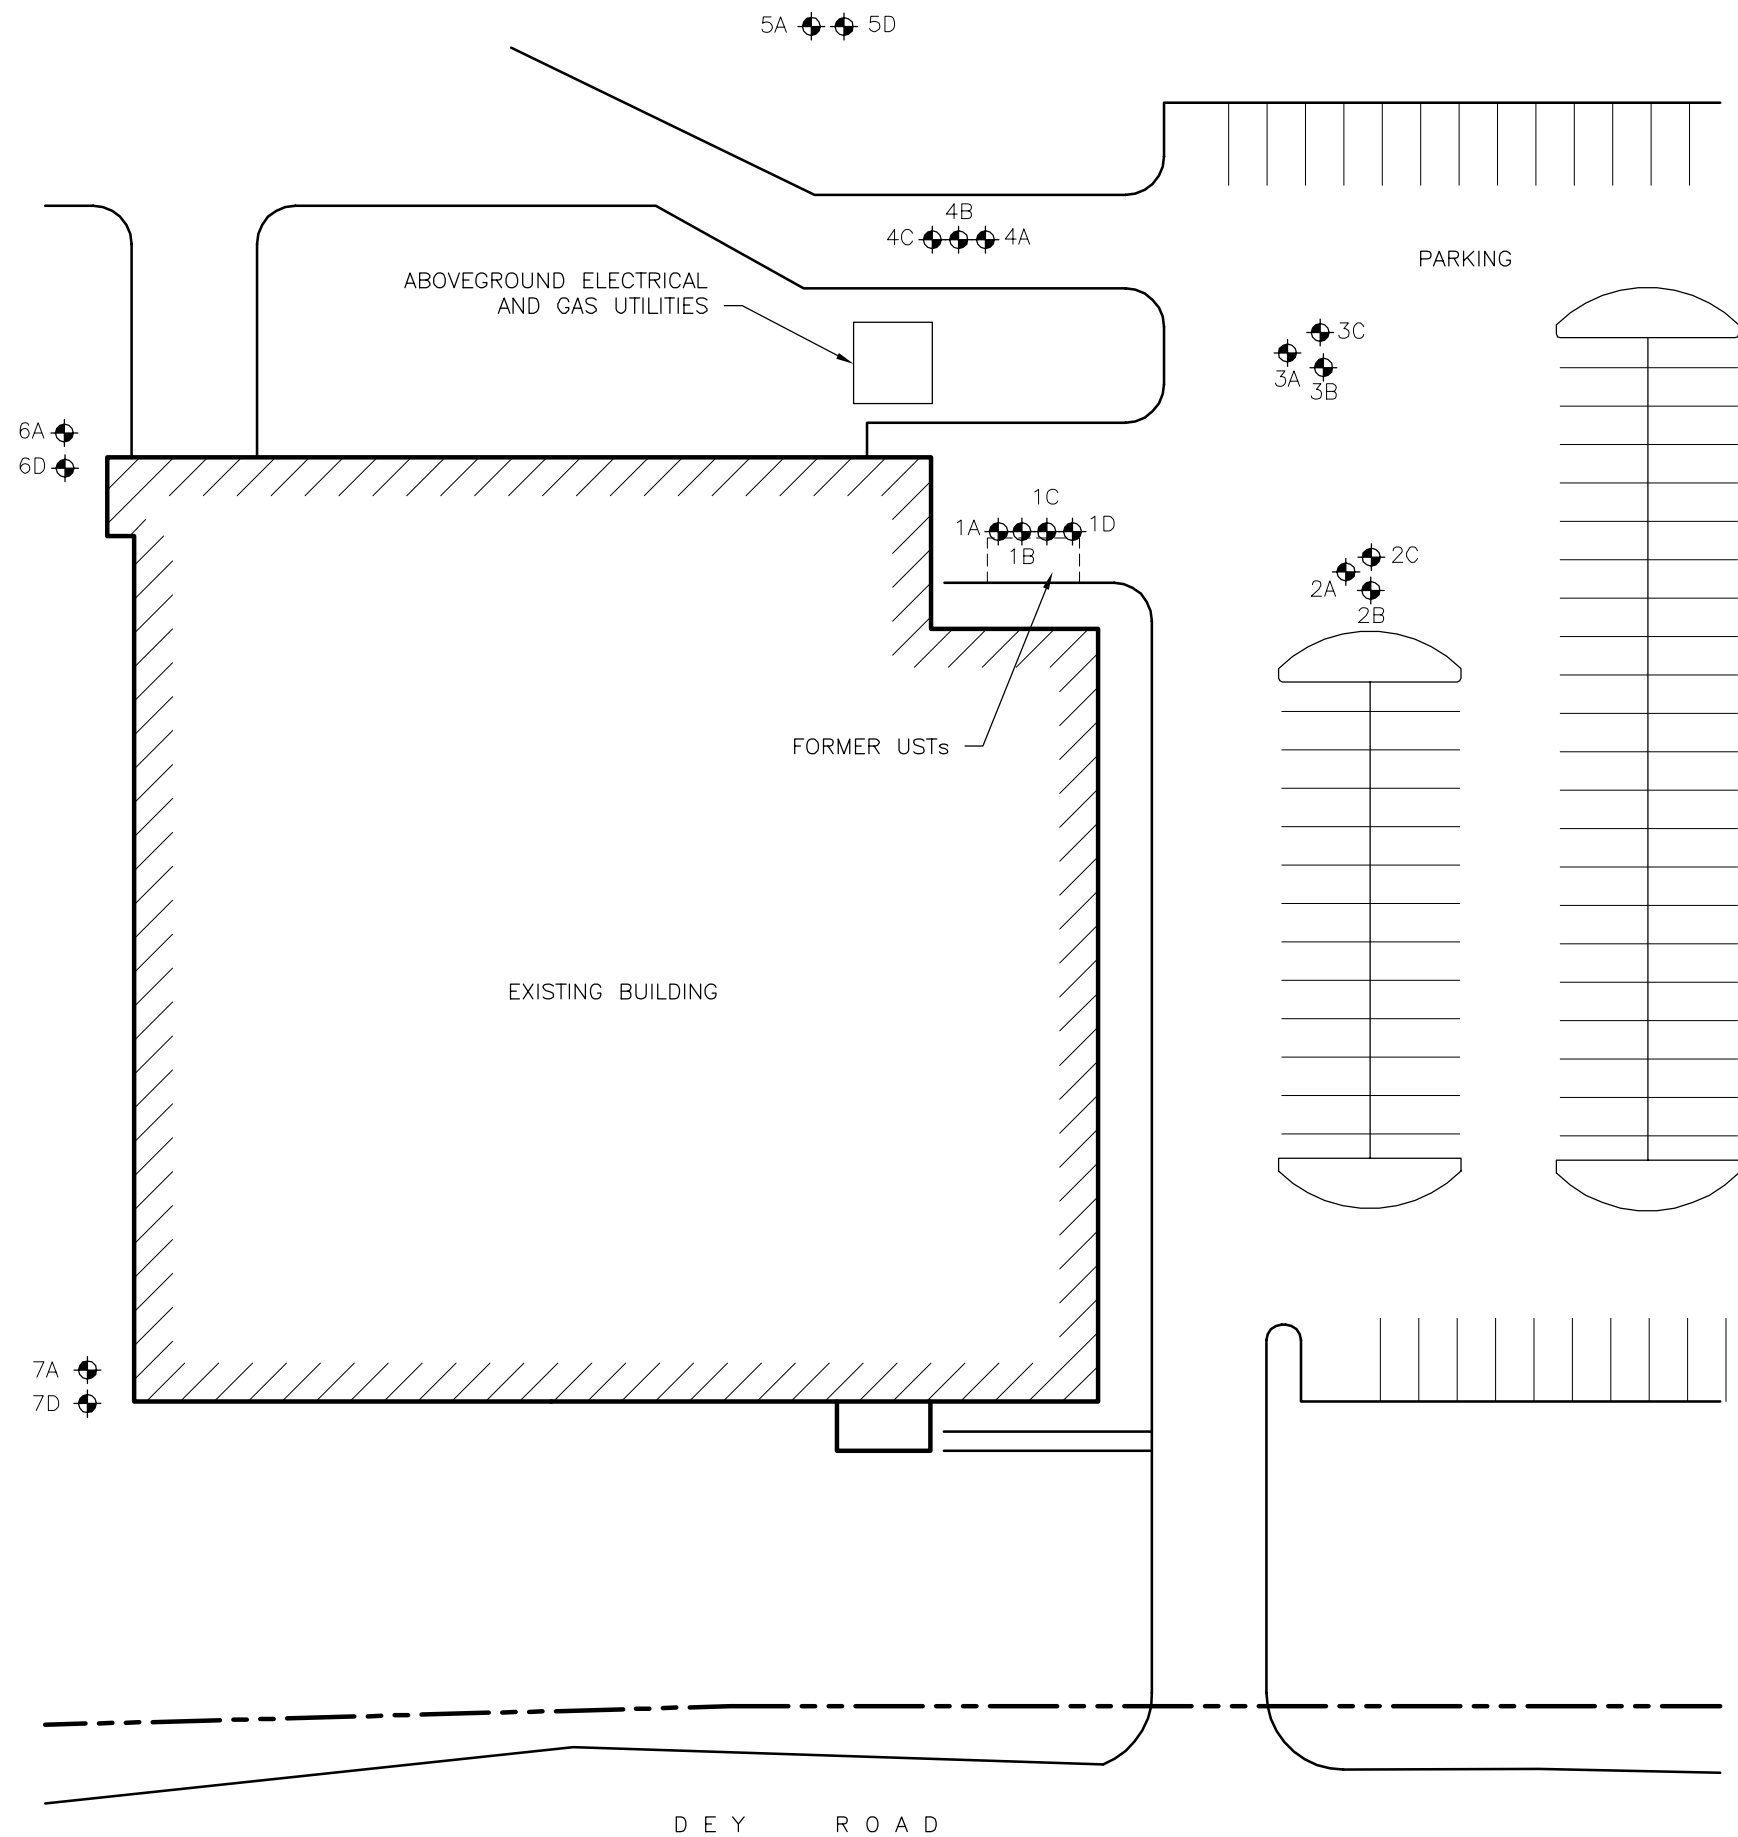 5A 5D
4B
4C 4A
PARKING
ABOVEGROUND ELECTRICAL
AND GAS UTILITIES
3C
3A
3B
6A
6D
1C
1A 1D
1B
2C
2A
2B
FORMER USTs
EXISTING BUILDING
7A
7D
DEY ROAD